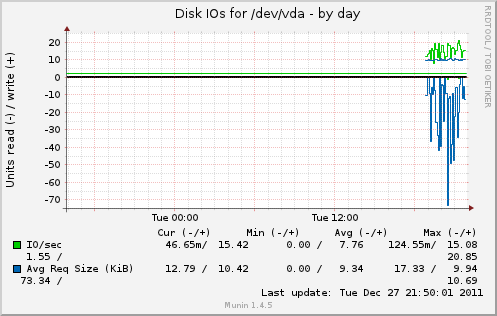 Disk IOs for /dev/vda - by day
RRDTOOL / TOBI OETIKER
Units read (-) / write (+)
20
10
0
-10
-20
-30
-40
-50
-60
-70
Tue 00:00 Tue 12:00
Cur (-/+) Min (-/+) Avg (-/+) Max (-/+)
IO/sec 46.65m/ 15.42 0.00 / 7.76 124.55m/ 15.08
1.55 / 20.85
Avg Req Size (KiB) 12.79 / 10.42 0.00 / 9.34 17.33 / 9.94
73.34 / 10.69
Last update: Tue Dec 27 21:50:01 2011
Munin 1.4.5